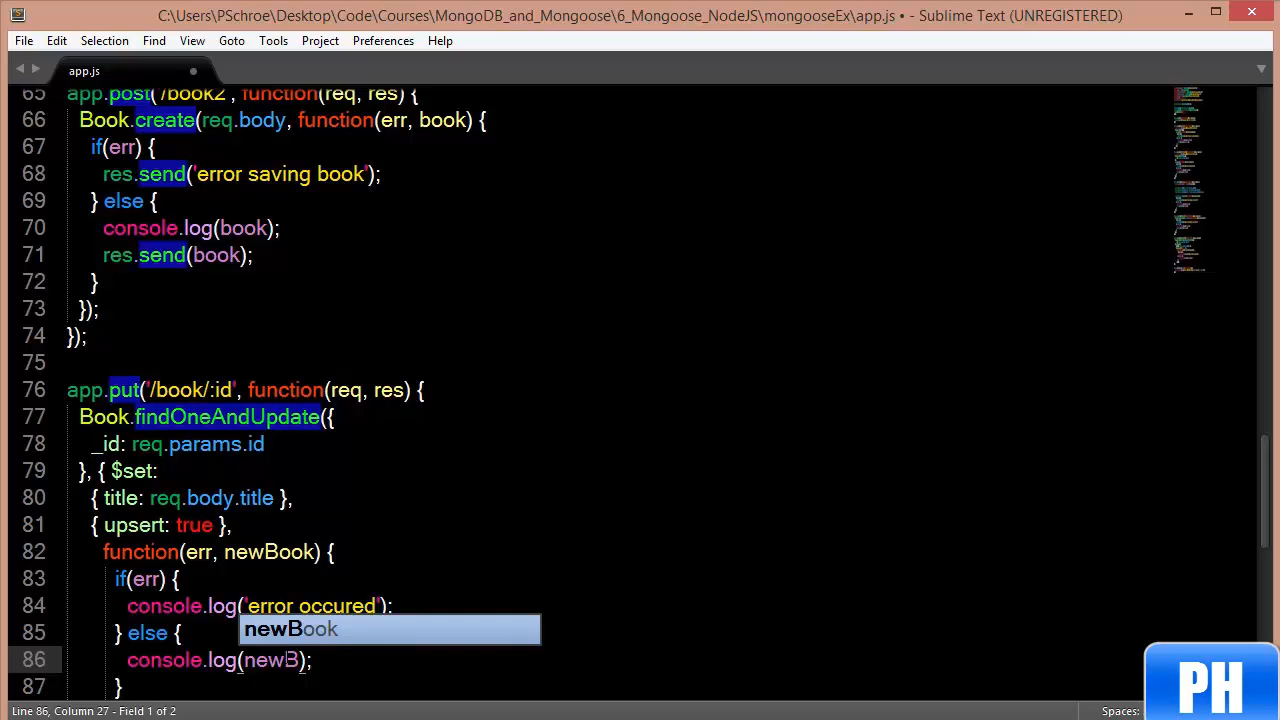 C:\Users\PSchroe\Desktop\Code\Courses\MongoDB_and_Mongoose\6_Mongoose_NodeJS\mongooseEx\app.js • - Sublime Text (UNREGISTERED)
File Edit Selection Find View Goto Tools Project Preferences Help
app.js
65 app.post('/book2', function(req, res) {
66 Book.create(req.body, function(err, book) {
67 if(err) {
68 res.send('error saving book');
69 } else {
70 console.log(book);
71 res.send(book);
72 }
73 });
74 });
75
76 app.put('/book/:id', function(req, res) {
77 Book.findOneAndUpdate({
78 _id: req.params.id
79 }, { $set:
80 { title: req.body.title },
81 { upsert: true },
82 function(err, newBook) {
83 if(err) {
84 console.log('error occured');
85 } else {
newBook
86 console.log(newB);
87 }
Line 86, Column 27 - Field 1 of 2
Spaces:
PH